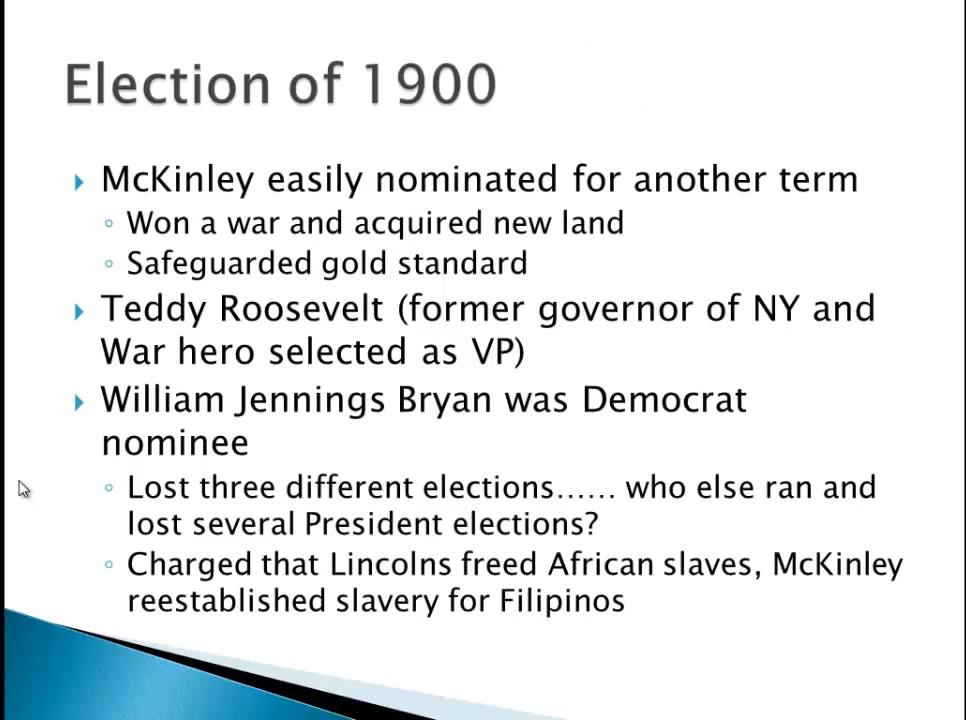 Election of 1900
McKinley easily nominated for another term
Won a war and acquired new land
Safeguarded gold standard
Teddy Roosevelt (former governor of NY and
War hero selected as VP)
William Jennings Bryan was Democrat
nominee
Lost three different elections…… who else ran and
lost several President elections?
Charged that Lincolns freed African slaves, McKinley
reestablished slavery for Filipinos